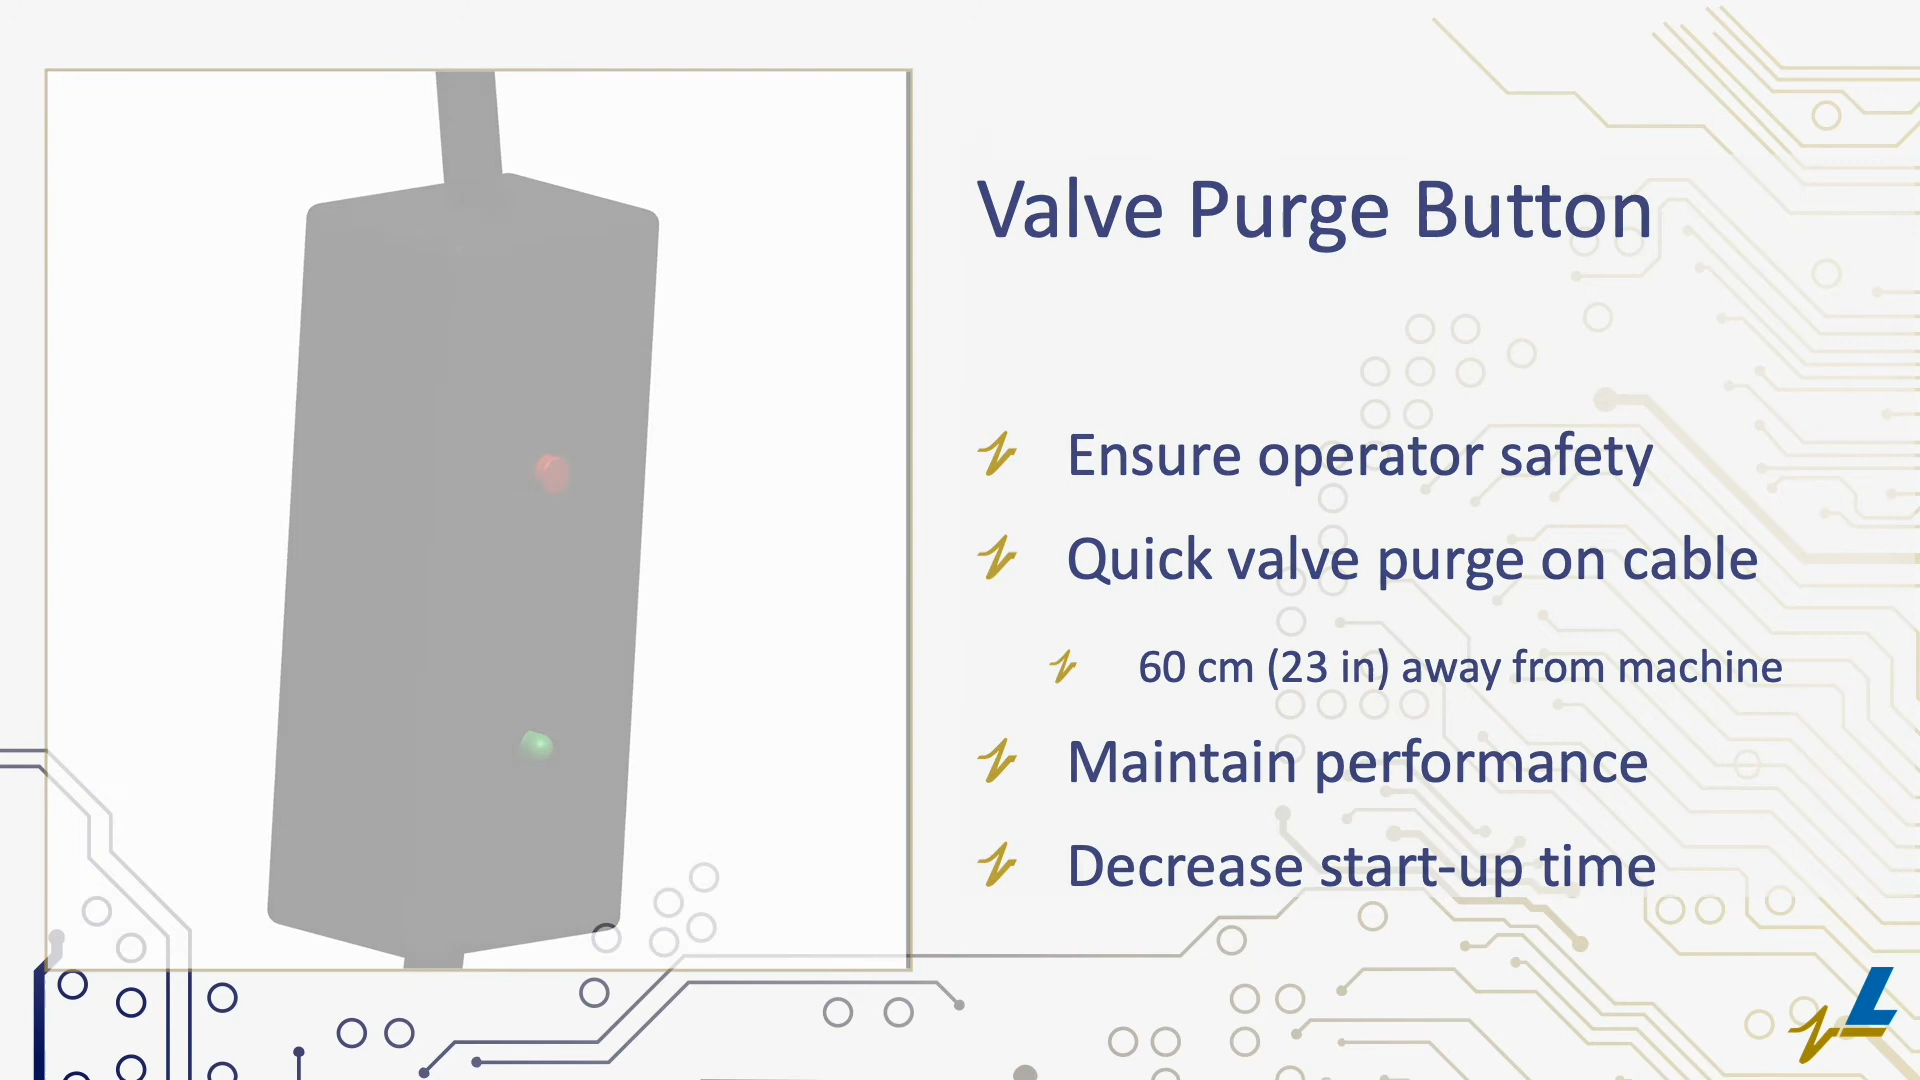 Valve Purge Button
Ensure operator safety
Quick valve purge on cable
60 cm (23 in) away from machine
Maintain performance
Decrease start-up time